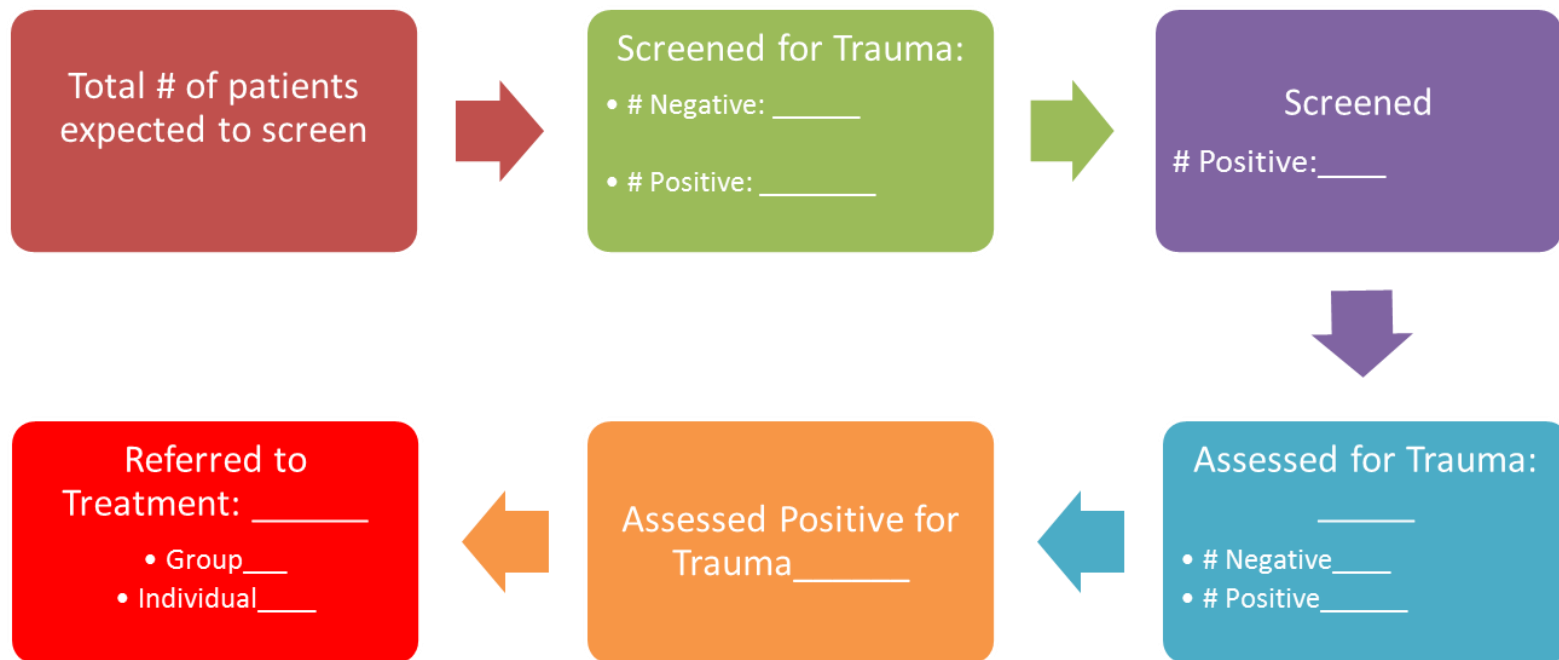 Total # of patients
expected to screen
Screened for Trauma:
• # Negative: ______
• # Positive: ________
Screened
# Positive:____
Assessed for Trauma:
______
• # Negative____
• # Positive______
Assessed Positive for
Trauma______
Referred to
Treatment: ______
• Group___
• Individual____